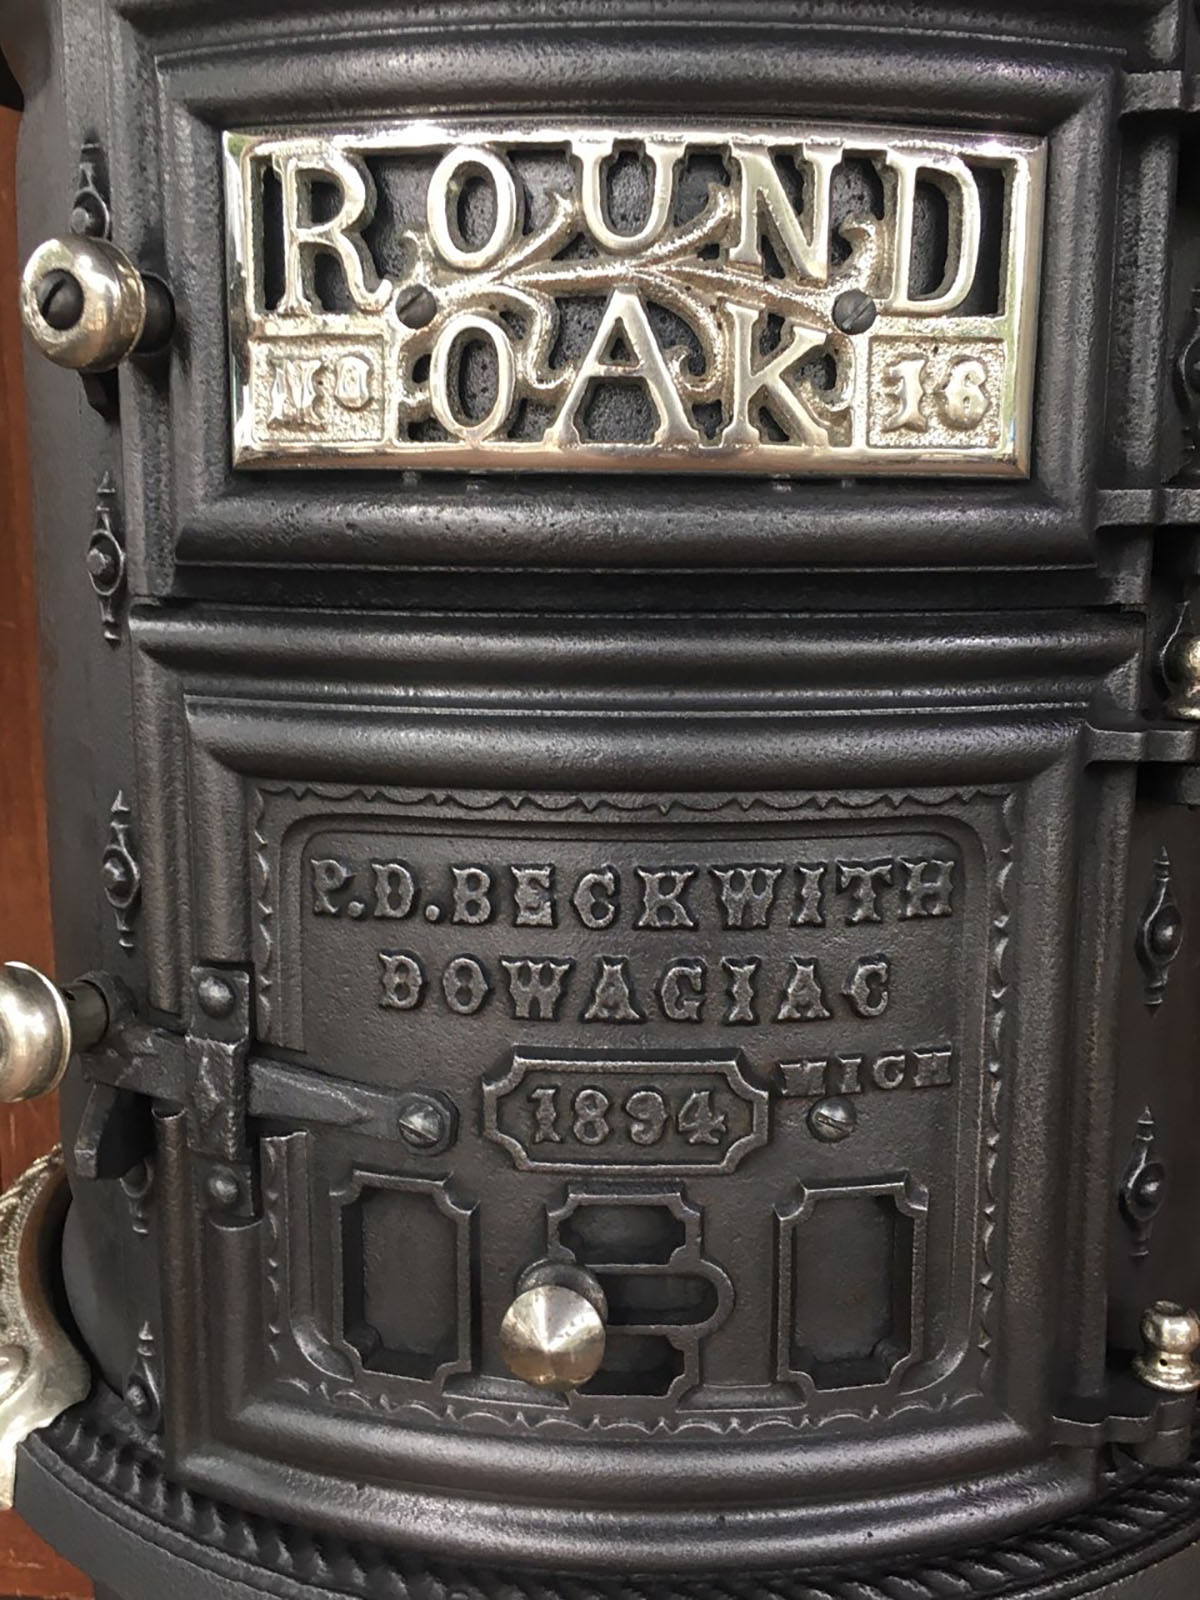 ROUND
No OAK 16
P.D.BECKWITH
DOWAGIAC
MICH
1894